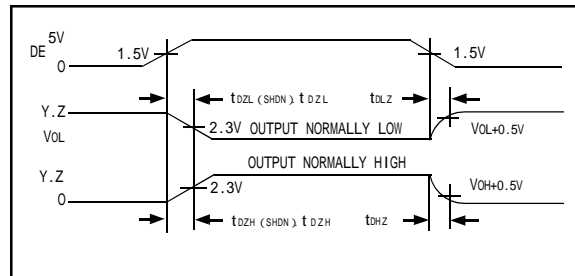 5V
DE
1.5V
1.5V
0
tDZL (SHDN). tDZL
tDLZ
Y.Z
2.3V
OUTPUT NORMALLY LOW
VOL
VOL+0.5V
OUTPUT NORMALLY HIGH
Y.Z
2.3V
VOH+0.5V
0
tDZH (SHDN). tDZH
tDHZ